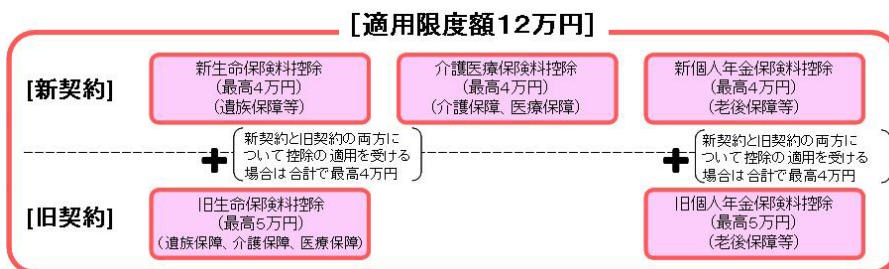 [適用限度額12万円]
[新契約]
新生命保険料控除
(最高4万円)
(遺族保障等)
介護医療保険料控除
(最高4万円)
(介護保障、医療保障)
新個人年金保険料控除
(最高4万円)
(老後保障等)
+
新契約と旧契約の両方に
ついて控除の適用を受ける
場合は合計で最高4万円
+
新契約と旧契約の両方に
ついて控除の適用を受ける
場合は合計で最高4万円
[旧契約]
旧生命保険料控除
(最高5万円)
(遺族保障、介護保障、医療保障)
旧個人年金保険料控除
(最高5万円)
(老後保障等)